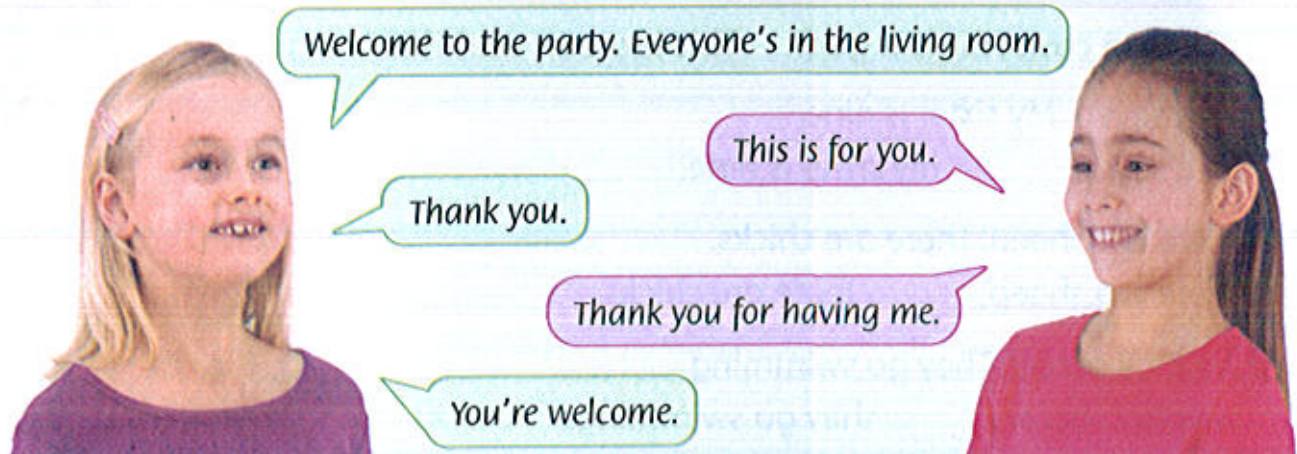 Welcome to the party. Everyone's in the living room.
This is for you.
Thank you.
Thank you for having me.
You're welcome.